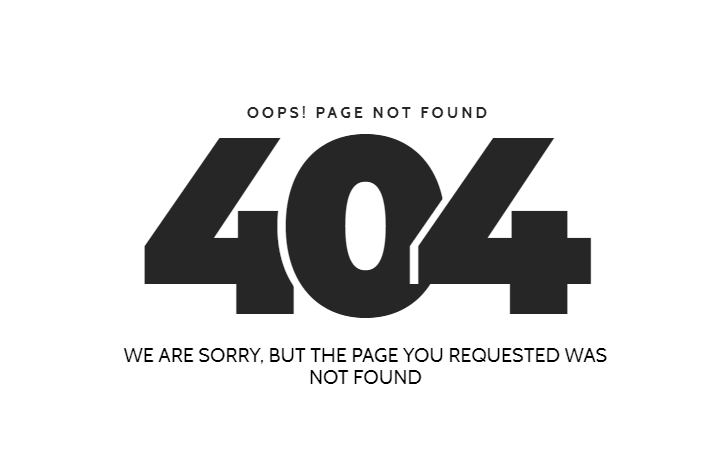 OOPS! PAGE NOT FOUND
404
WE ARE SORRY, BUT THE PAGE YOU REQUESTED WAS
NOT FOUND